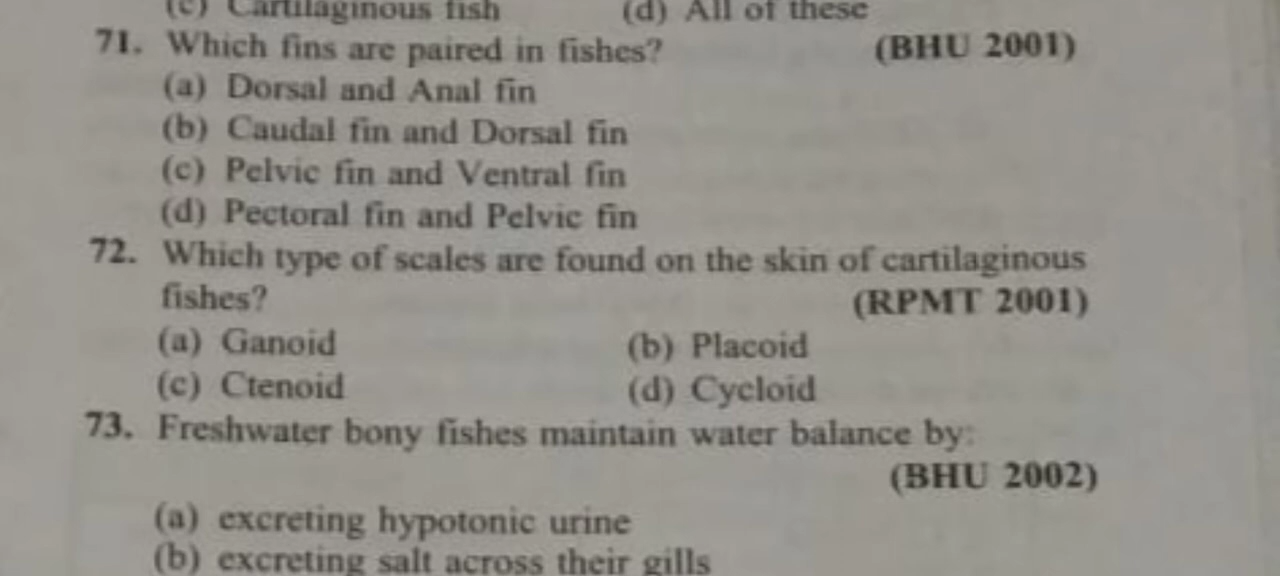 (c) Cartilaginous fish (d) All of these
71. Which fins are paired in fishes? (BHU 2001)
(a) Dorsal and Anal fin
(b) Caudal fin and Dorsal fin
(c) Pelvic fin and Ventral fin
(d) Pectoral fin and Pelvic fin
72. Which type of scales are found on the skin of cartilaginous
fishes? (RPMT 2001)
(a) Ganoid (b) Placoid
(c) Ctenoid (d) Cycloid
73. Freshwater bony fishes maintain water balance by:
(BHU 2002)
(a) excreting hypotonic urine
(b) excreting salt across their gills